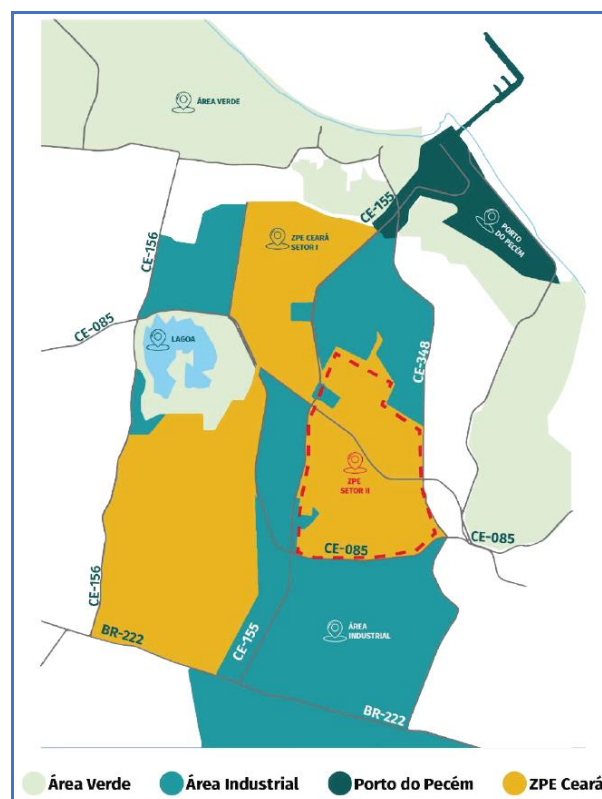 ÁREA VERDE
CE-155
PORTO
DO PECÉM
ZPE CEARÁ
SETOR I
CE-156
CE-085
LAGOA
CE-348
ZPE
SETOR II
CE-085
CE-085
CE-156
BR-222
CE-155
ÁREA
INDUSTRIAL
BR-222
Área Verde
Área Industrial
Porto do Pecém
ZPE Ceará